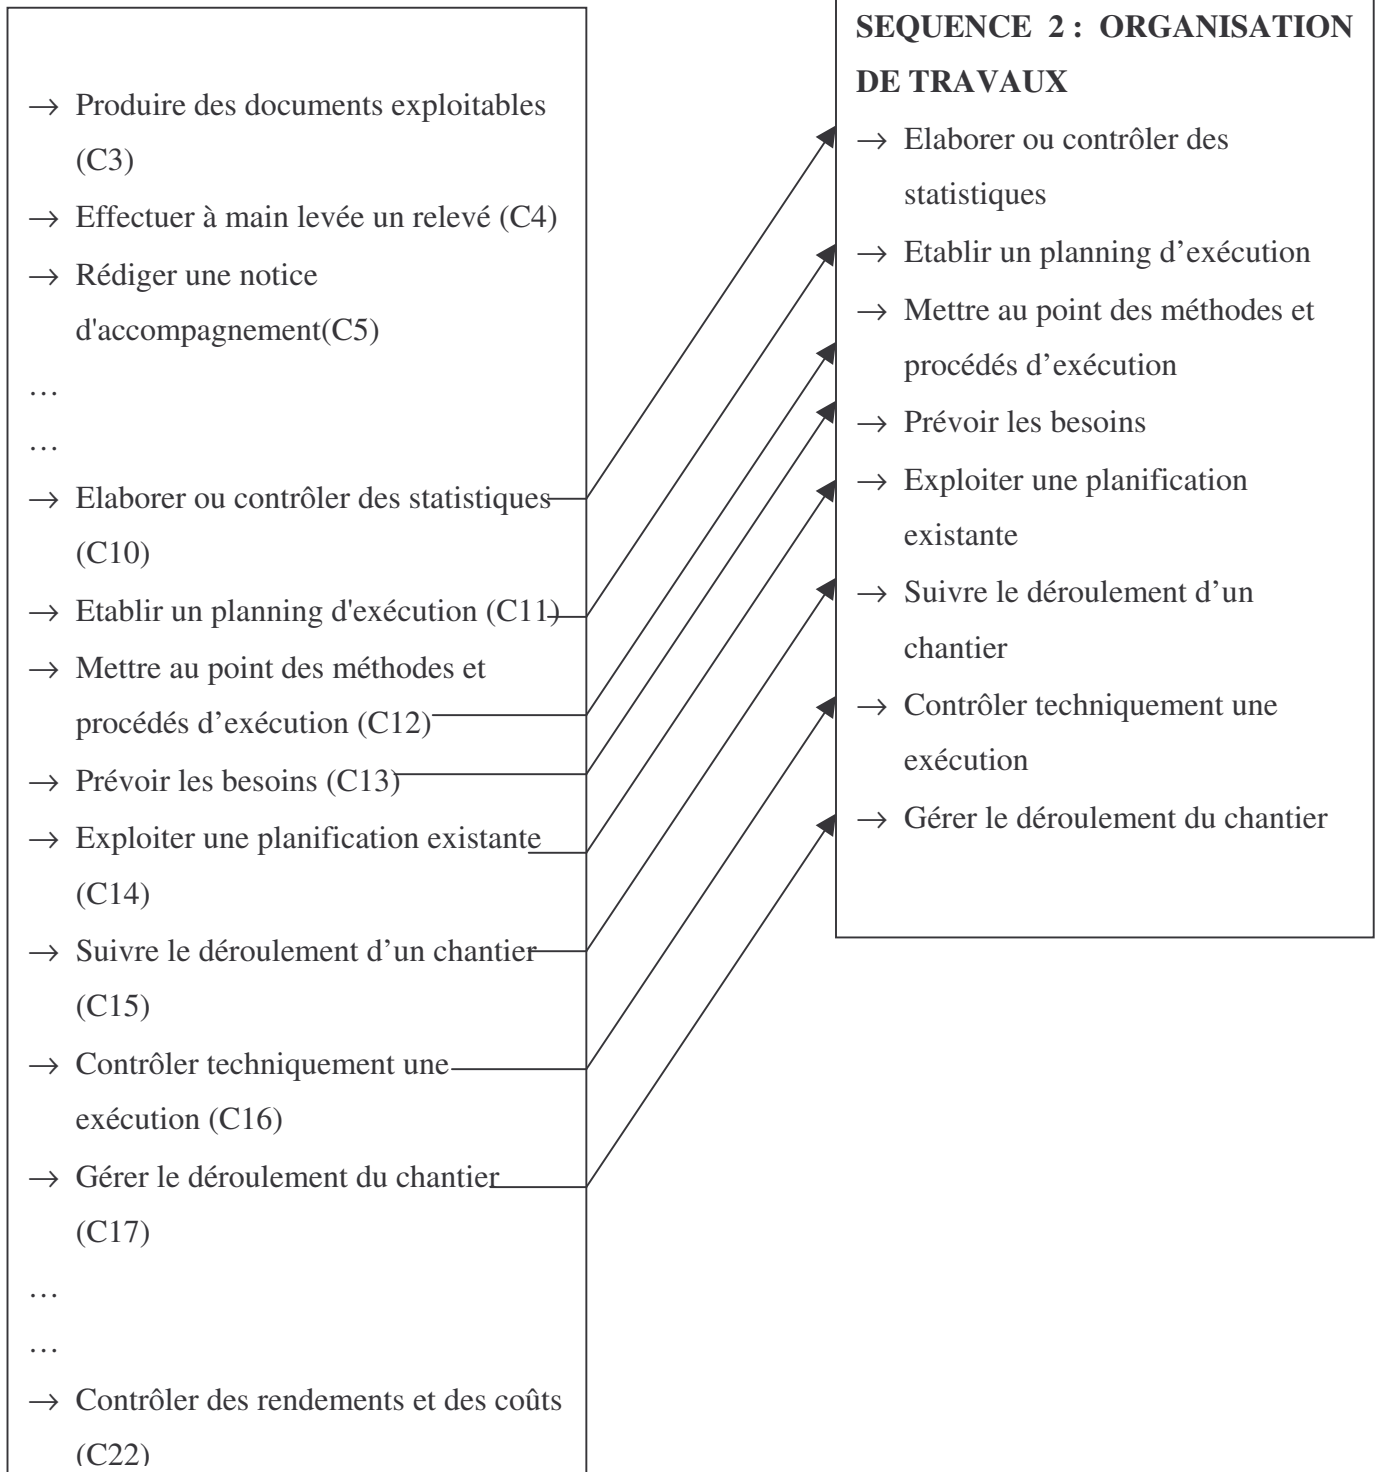 → Produire des documents exploitables
(C3)
→ Effectuer à main levée un relevé (C4)
→ Rédiger une notice
d'accompagnement(C5)
…
…
→ Elaborer ou contrôler des statistiques
(C10)
→ Etablir un planning d'exécution (C11)
→ Mettre au point des méthodes et
procédés d’exécution (C12)
→ Prévoir les besoins (C13)
→ Exploiter une planification existante
(C14)
→ Suivre le déroulement d’un chantier
(C15)
→ Contrôler techniquement une
exécution (C16)
→ Gérer le déroulement du chantier
(C17)
…
…
→ Contrôler des rendements et des coûts
(C22)
SEQUENCE 2 : ORGANISATION
DE TRAVAUX
→ Elaborer ou contrôler des
statistiques
→ Etablir un planning d’exécution
→ Mettre au point des méthodes et
procédés d’exécution
→ Prévoir les besoins
→ Exploiter une planification
existante
→ Suivre le déroulement d’un
chantier
→ Contrôler techniquement une
exécution
→ Gérer le déroulement du chantier